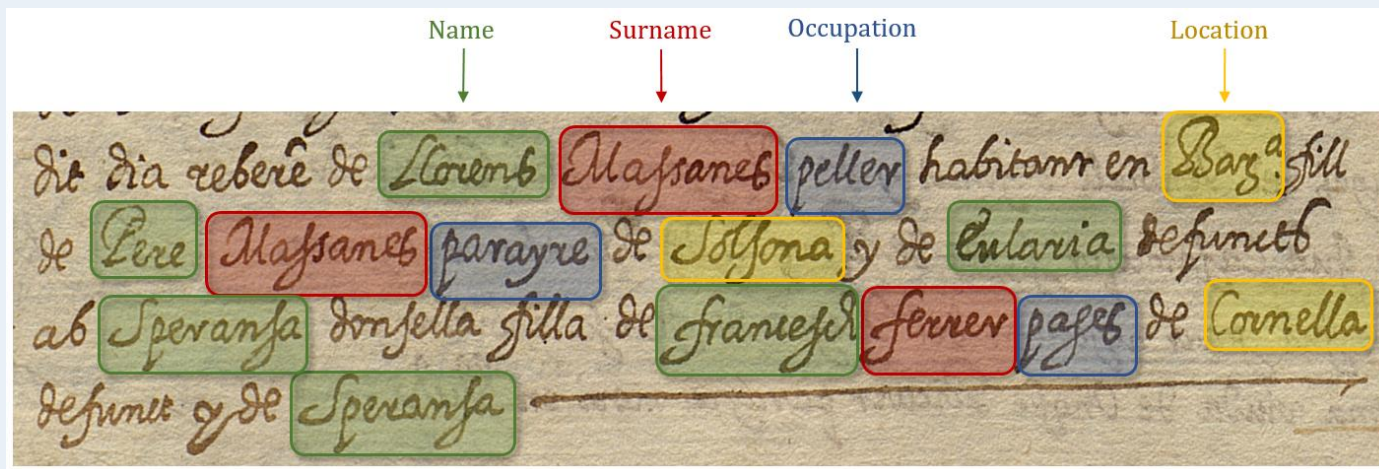 Name Surname Occupation Location
dit dia reberē de Llorens Massanes peller habitant en Barª. fill
de Pere Massanes parayre de Solsona y de Eularia defuncts
ab Speransa donsella filla de Francesch Ferrer pages de Cornella
defunct y de Speransa